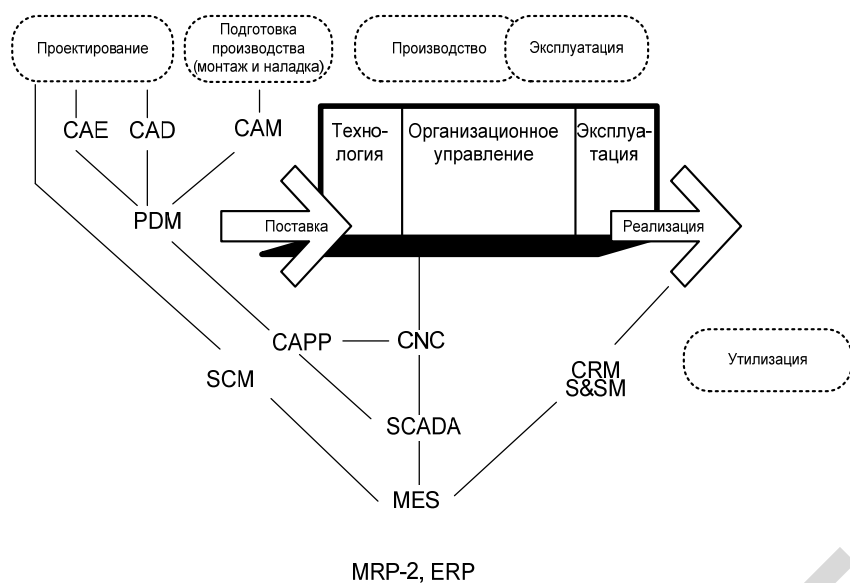 Проектирование
Подготовка
производства
(монтаж и наладка)
Производство
Эксплуатация
CAE
CAD
CAM
Техно-
логия
Организационное
управление
Эксплуа-
тация
PDM
Поставка
Реализация
CAPP
CNC
SCM
CRM
S&SM
Утилизация
SCADA
MES
MRP-2, ERP